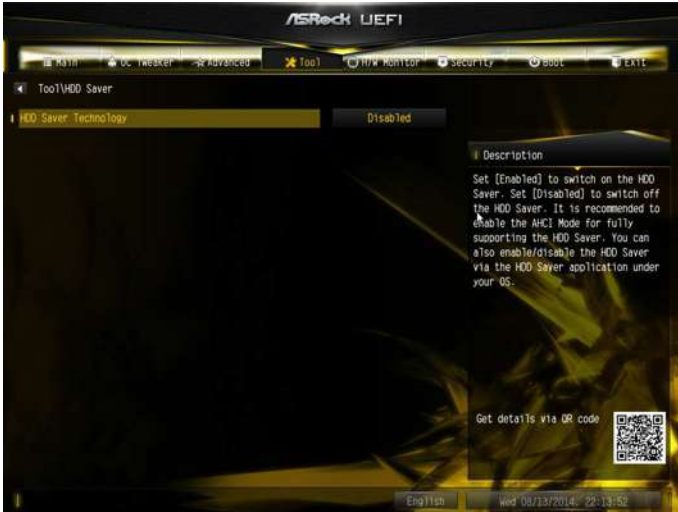 ASRock UEFI
Main OC Tweaker Advanced Tool H/W Monitor Security Boot Exit
Tool\HDD Saver
HDD Saver Technology Disabled
Description
Set [Enabled] to switch on the HDD
Saver. Set [Disabled] to switch off
the HDD Saver. It is recommended to
enable the AHCI Mode for fully
supporting the HDD Saver. You can
also enable/disable the HDD Saver
via the HDD Saver application under
your OS.
Get details via QR code
English Wed 08/13/2014, 22:13:52